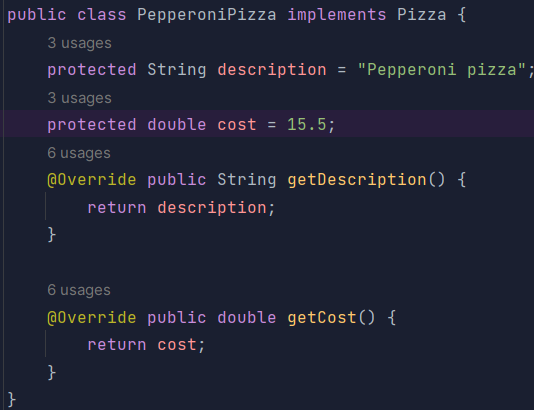 public class PepperoniPizza implements Pizza {
3 usages
protected String description = "Pepperoni pizza";
3 usages
protected double cost = 15.5;
6 usages
@Override public String getDescription() {
return description;
}
6 usages
@Override public double getCost() {
return cost;
}
}